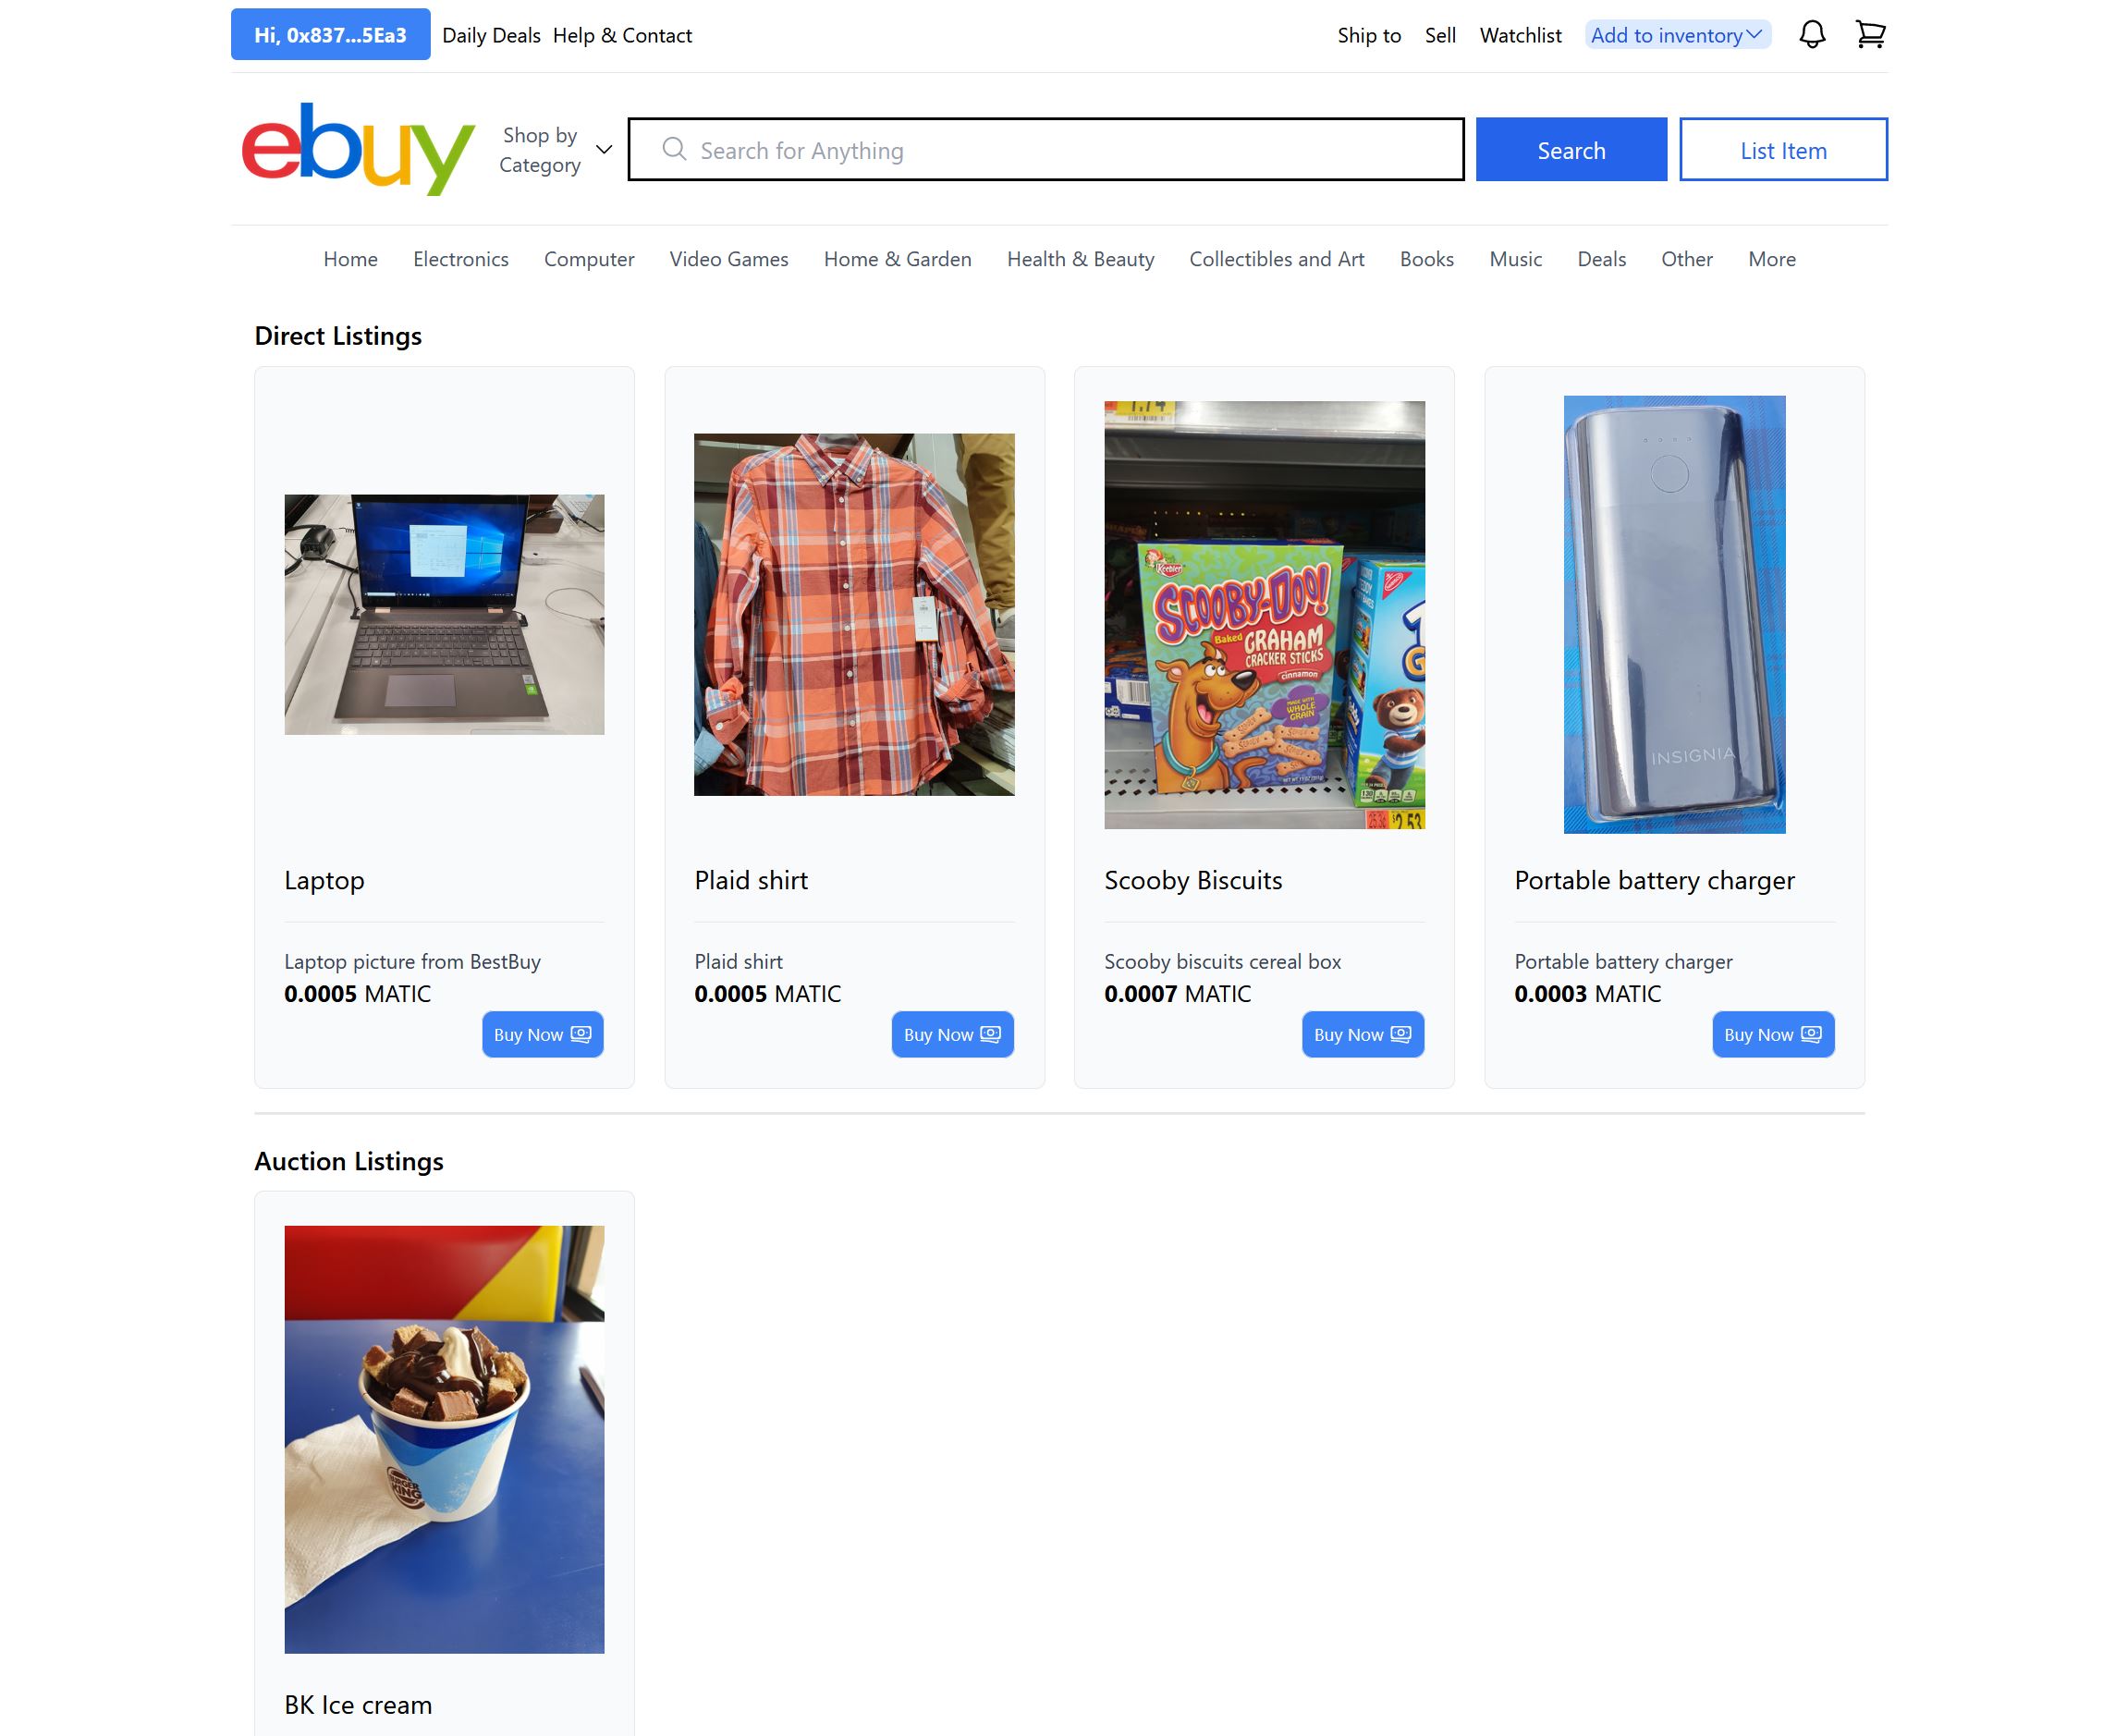 Hi, 0x837...5Ea3 Daily Deals Help & Contact Ship to Sell Watchlist Add to inventory
ebuy
Shop by
Category
Search for Anything
Search
List Item
Home Electronics Computer Video Games Home & Garden Health & Beauty Collectibles and Art Books Music Deals Other More
Direct Listings
Keebler
SCOOBY-DOO!
Baked
GRAHAM
CRACKER STICKS
cinnamon
MADE WITH
WHOLE
GRAIN
2.53
INSIGNIA
Laptop
Laptop picture from BestBuy
0.0005 MATIC
Buy Now
Plaid shirt
Plaid shirt
0.0005 MATIC
Buy Now
Scooby Biscuits
Scooby biscuits cereal box
0.0007 MATIC
Buy Now
Portable battery charger
Portable battery charger
0.0003 MATIC
Buy Now
Auction Listings
BURGER
KING
BK Ice cream